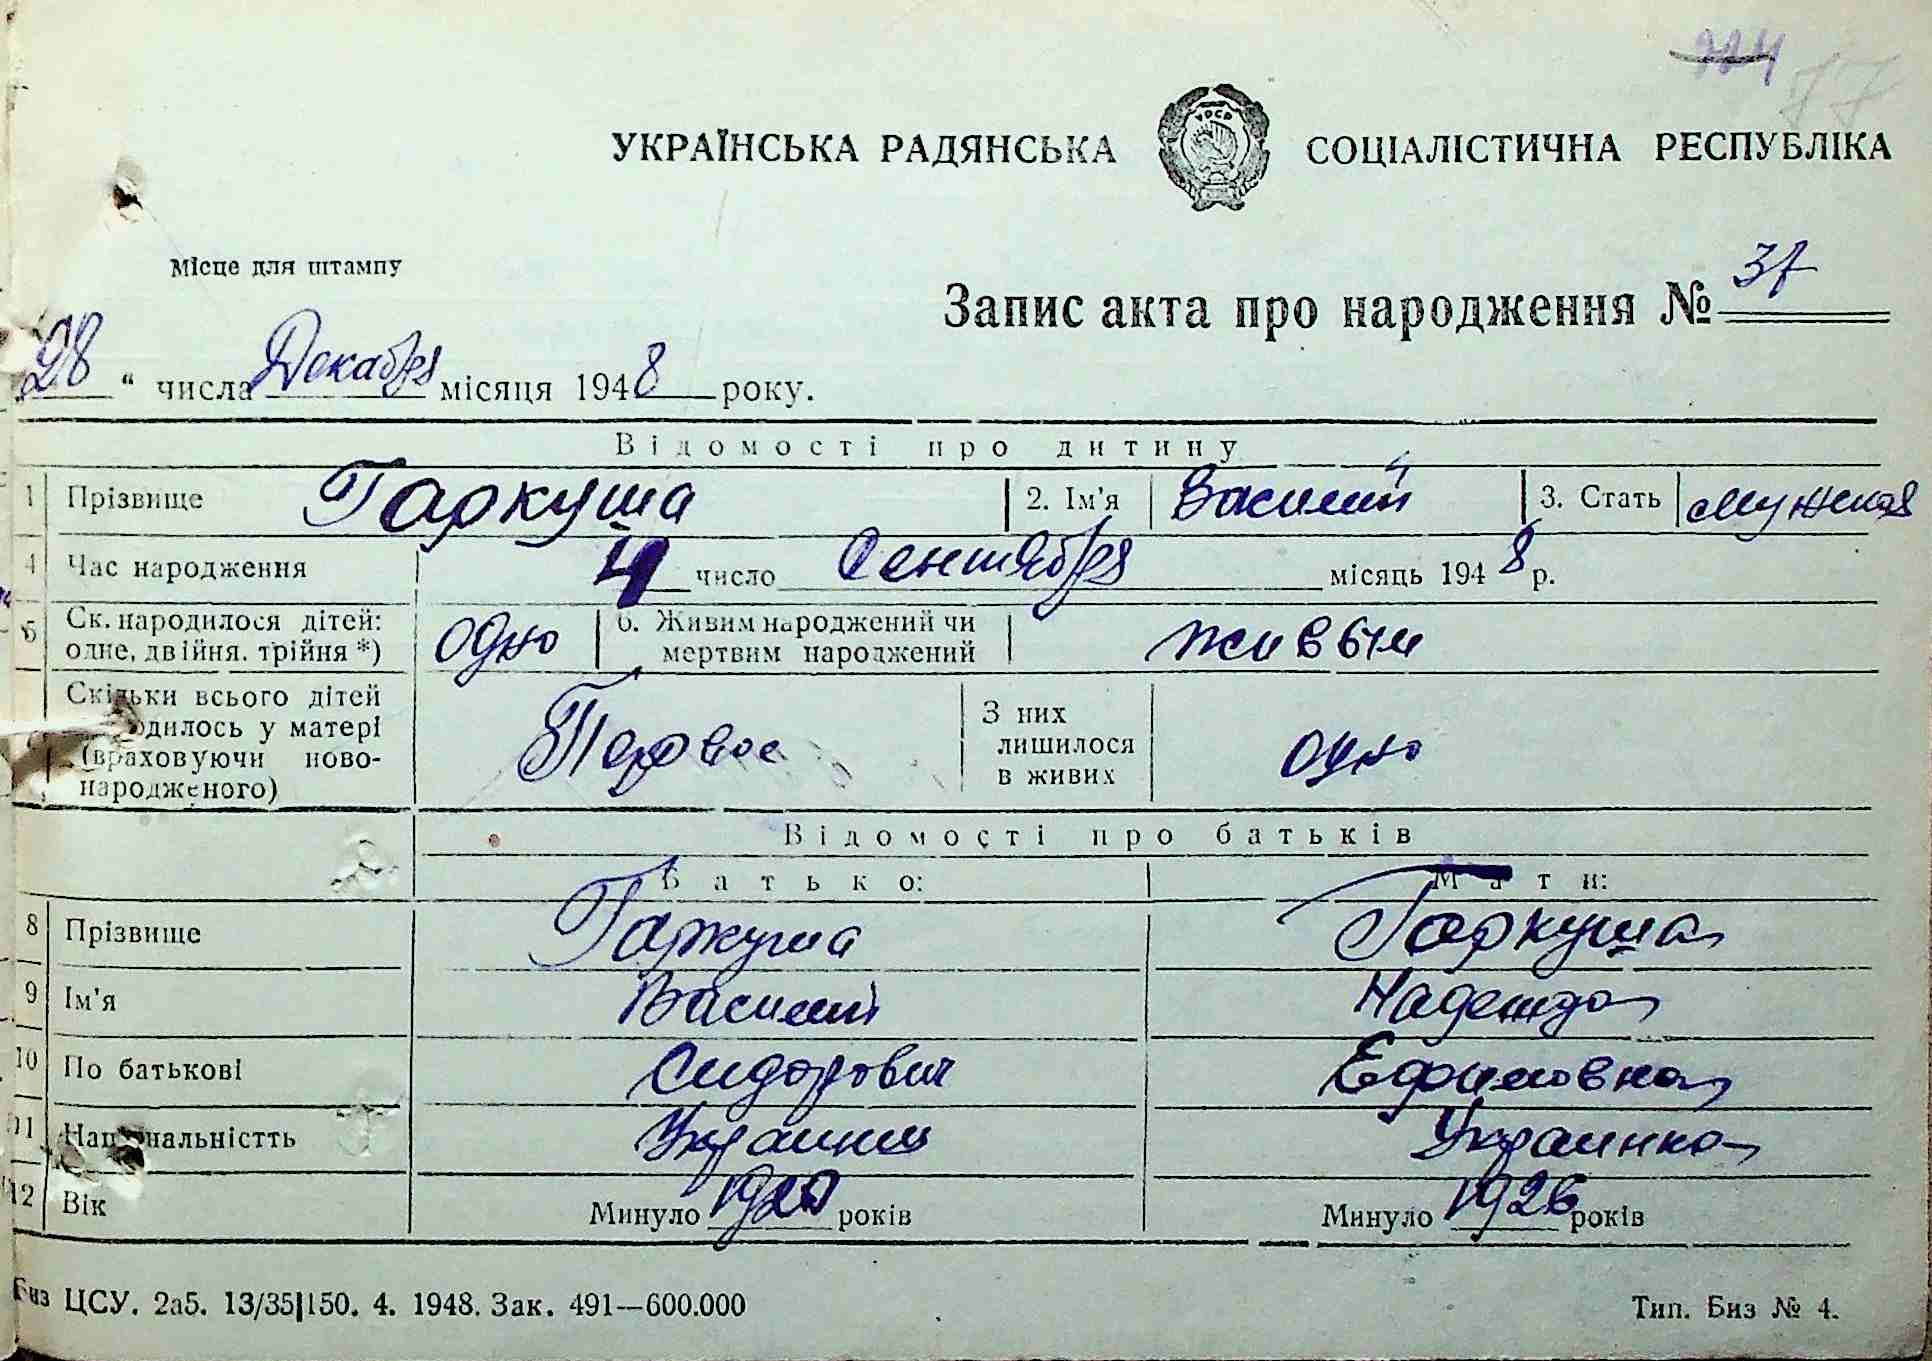 77
УКРАЇНСЬКА РАДЯНСЬКА СОЦІАЛІСТИЧНА РЕСПУБЛІКА
УРСР
Місце для штампу
Запис акта про народження № 37
28 " числа Декабря місяця 1948 року.
Відомості про дитину
1 Прізвище Гаркуша 2. Ім'я Василий 3. Стать мужская
4 Час народження 4 число Сентября місяць 1948 р.
5 Ск. народилося дітей: одне, двійня, трійня *) одно 6. Живим народжений чи мертвим народжений живым
Скільки всього дітей
родилось у матері
(враховуючи ново-
народженого) Первое З них лишилося в живих одно
Відомості про батьків
Батько: Мати:
8 Прізвище Гаркуша Гаркуша
9 Ім'я Василий Надежда
10 По батькові Сидорович Ефимовна
11 Національністть Украинец Украинка
12 Вік Минуло 1920 років Минуло 1926 років
Биз ЦСУ. 2а5. 13/35|150. 4. 1948. Зак. 491—600.000 Тип. Биз № 4.